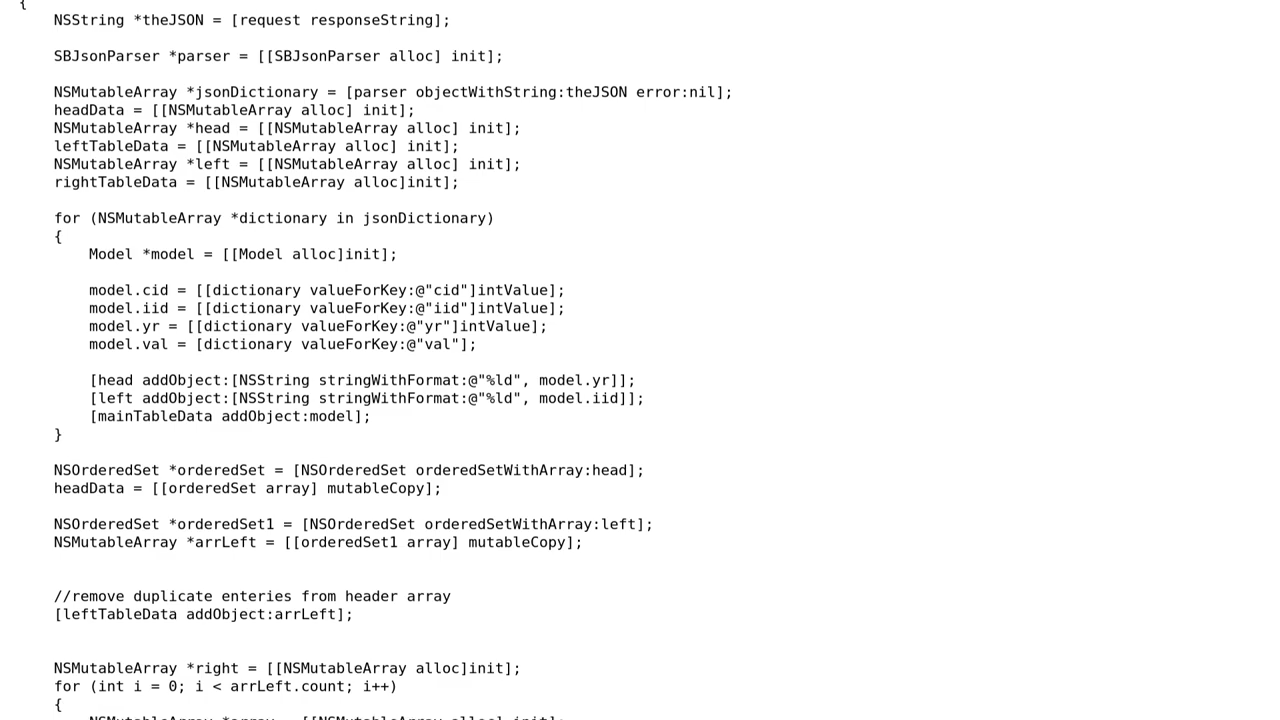 {
NSString *theJSON = [request responseString];
SBJsonParser *parser = [[SBJsonParser alloc] init];
NSMutableArray *jsonDictionary = [parser objectWithString:theJSON error:nil];
headData = [[NSMutableArray alloc] init];
NSMutableArray *head = [[NSMutableArray alloc] init];
leftTableData = [[NSMutableArray alloc] init];
NSMutableArray *left = [[NSMutableArray alloc] init];
rightTableData = [[NSMutableArray alloc]init];
for (NSMutableArray *dictionary in jsonDictionary)
{
Model *model = [[Model alloc]init];
model.cid = [[dictionary valueForKey:@"cid"]intValue];
model.iid = [[dictionary valueForKey:@"iid"]intValue];
model.yr = [[dictionary valueForKey:@"yr"]intValue];
model.val = [dictionary valueForKey:@"val"];
[head addObject:[NSString stringWithFormat:@"%ld", model.yr]];
[left addObject:[NSString stringWithFormat:@"%ld", model.iid]];
[mainTableData addObject:model];
}
NSOrderedSet *orderedSet = [NSOrderedSet orderedSetWithArray:head];
headData = [[orderedSet array] mutableCopy];
NSOrderedSet *orderedSet1 = [NSOrderedSet orderedSetWithArray:left];
NSMutableArray *arrLeft = [[orderedSet1 array] mutableCopy];
//remove duplicate enteries from header array
[leftTableData addObject:arrLeft];
NSMutableArray *right = [[NSMutableArray alloc]init];
for (int i = 0; i < arrLeft.count; i++)
{
NSMutableArray *array = [[NSMutableArray alloc] init];